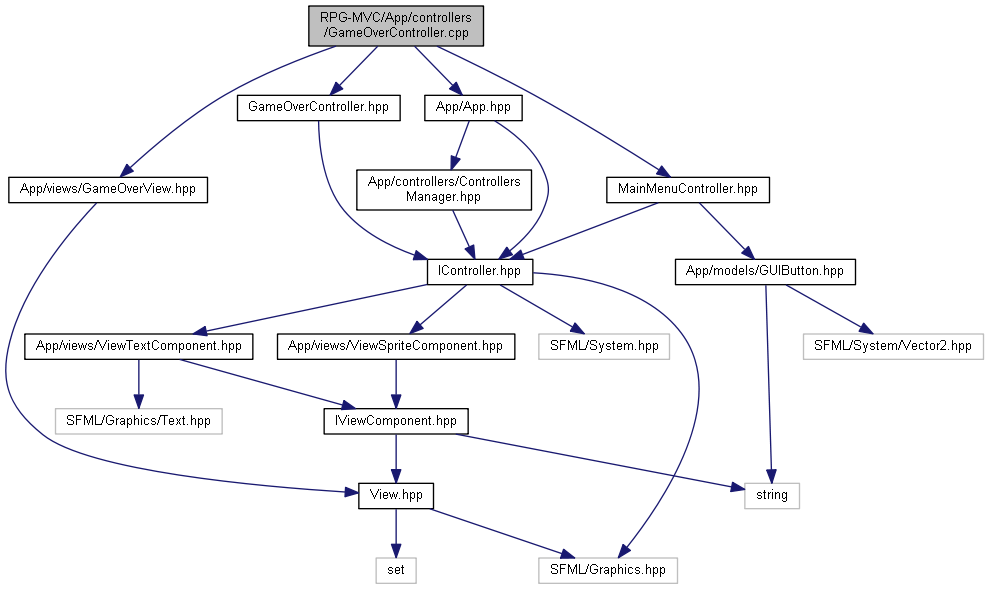 RPG-MVC/App/controllers
/GameOverController.cpp
GameOverController.hpp
App/App.hpp
App/views/GameOverView.hpp
App/controllers/Controllers
Manager.hpp
MainMenuController.hpp
IController.hpp
App/models/GUIButton.hpp
App/views/ViewTextComponent.hpp
App/views/ViewSpriteComponent.hpp
SFML/System.hpp
SFML/System/Vector2.hpp
SFML/Graphics/Text.hpp
IViewComponent.hpp
View.hpp
string
set
SFML/Graphics.hpp